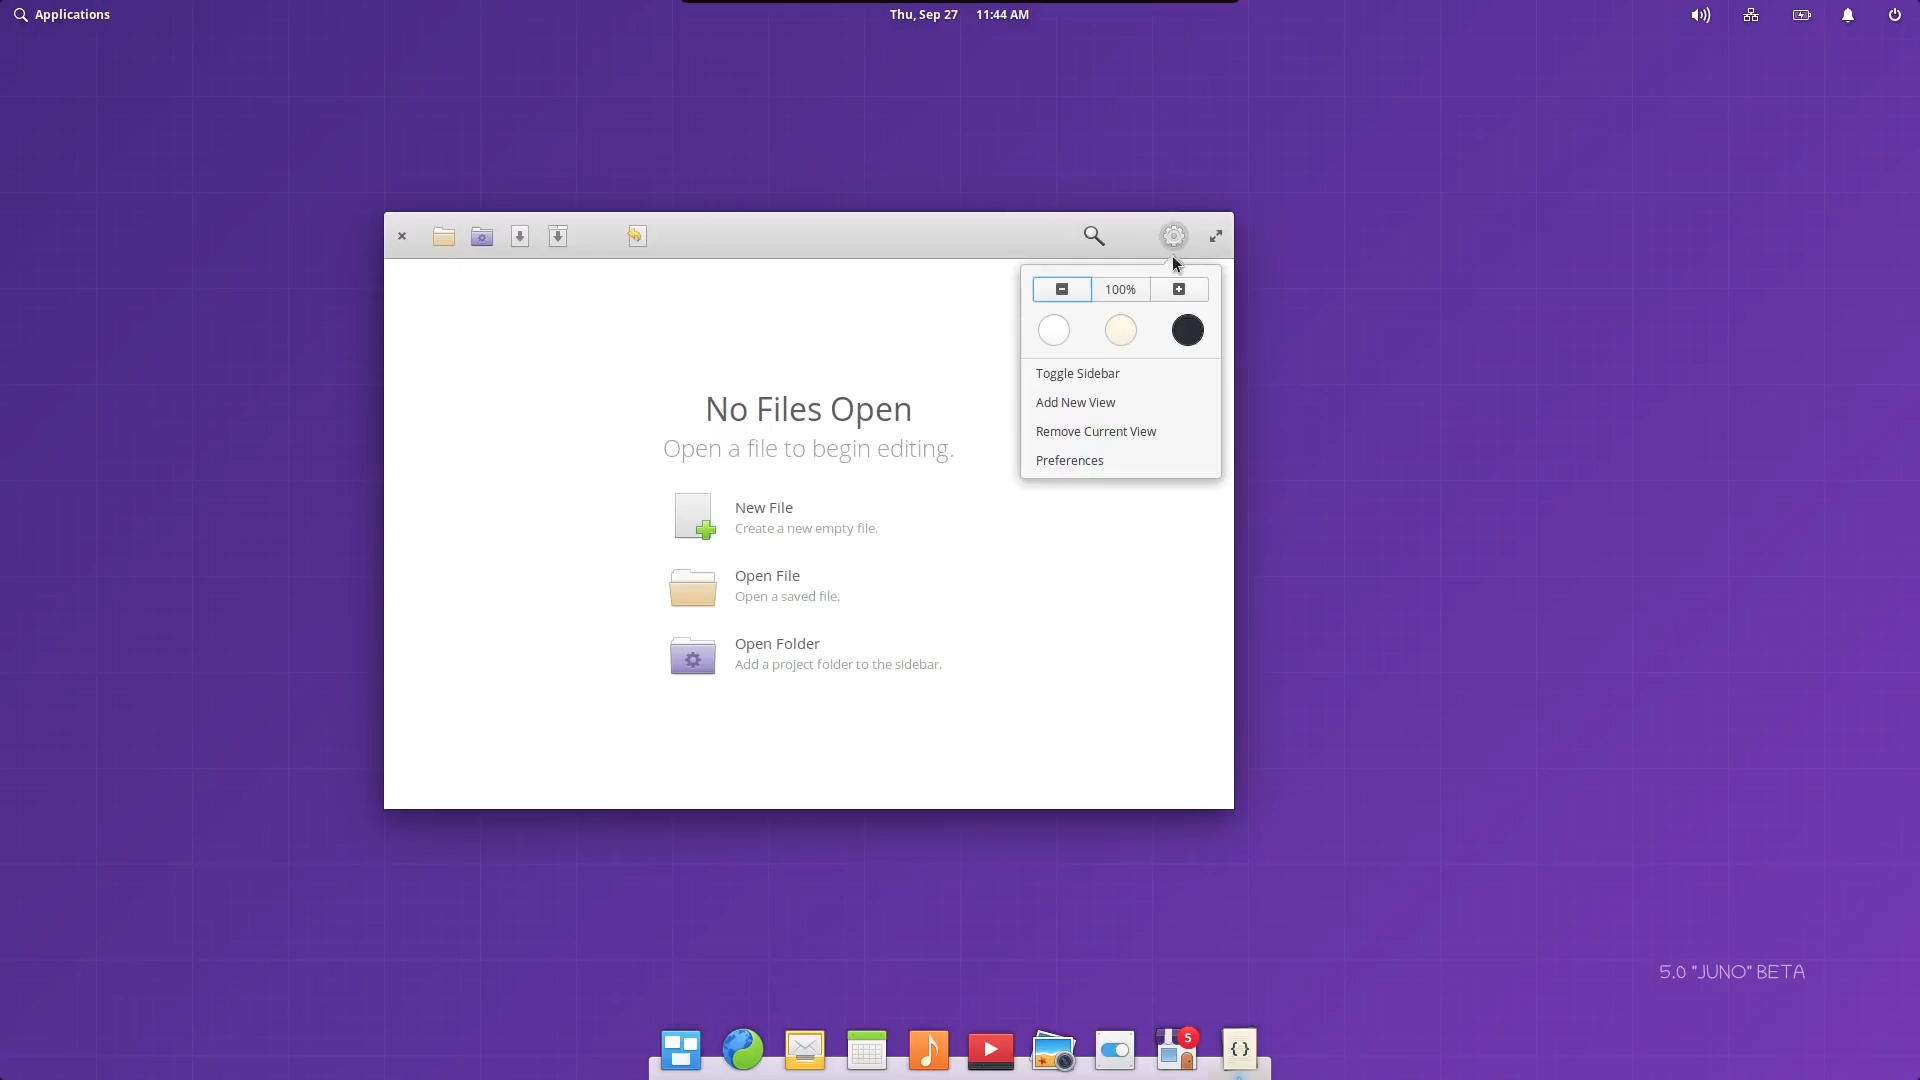 Applications
Thu, Sep 27 11:44 AM
100%
Toggle Sidebar
Add New View
Remove Current View
Preferences
No Files Open
Open a file to begin editing.
New File
Create a new empty file.
Open File
Open a saved file.
Open Folder
Add a project folder to the sidebar.
5.0 "JUNO" BETA
5
{}